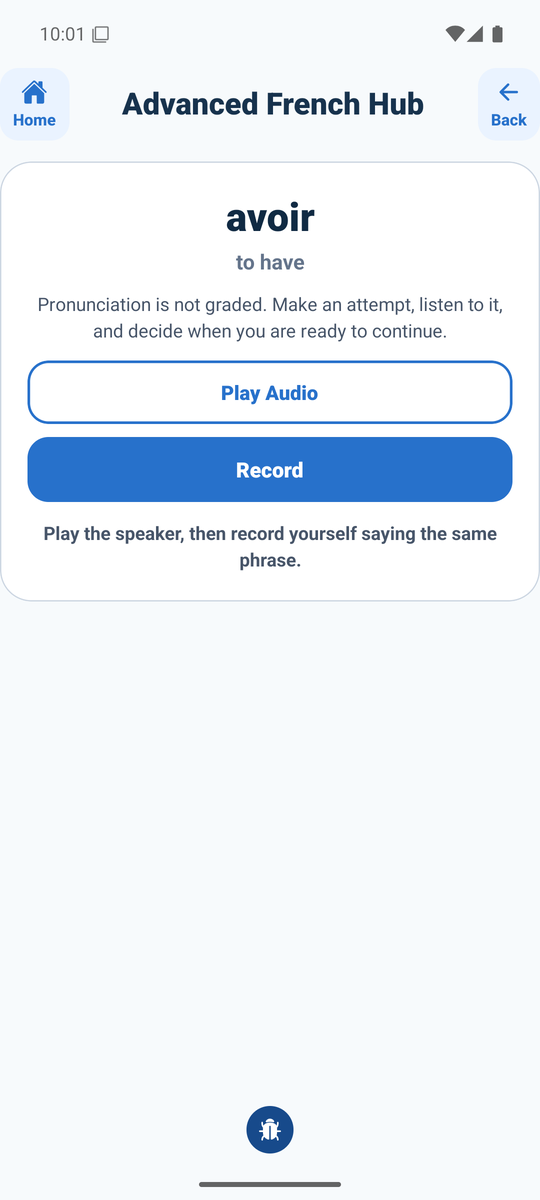 10:01
Home
Advanced French Hub
Back
avoir
to have
Pronunciation is not graded. Make an attempt, listen to it,
and decide when you are ready to continue.
Play Audio
Record
Play the speaker, then record yourself saying the same
phrase.